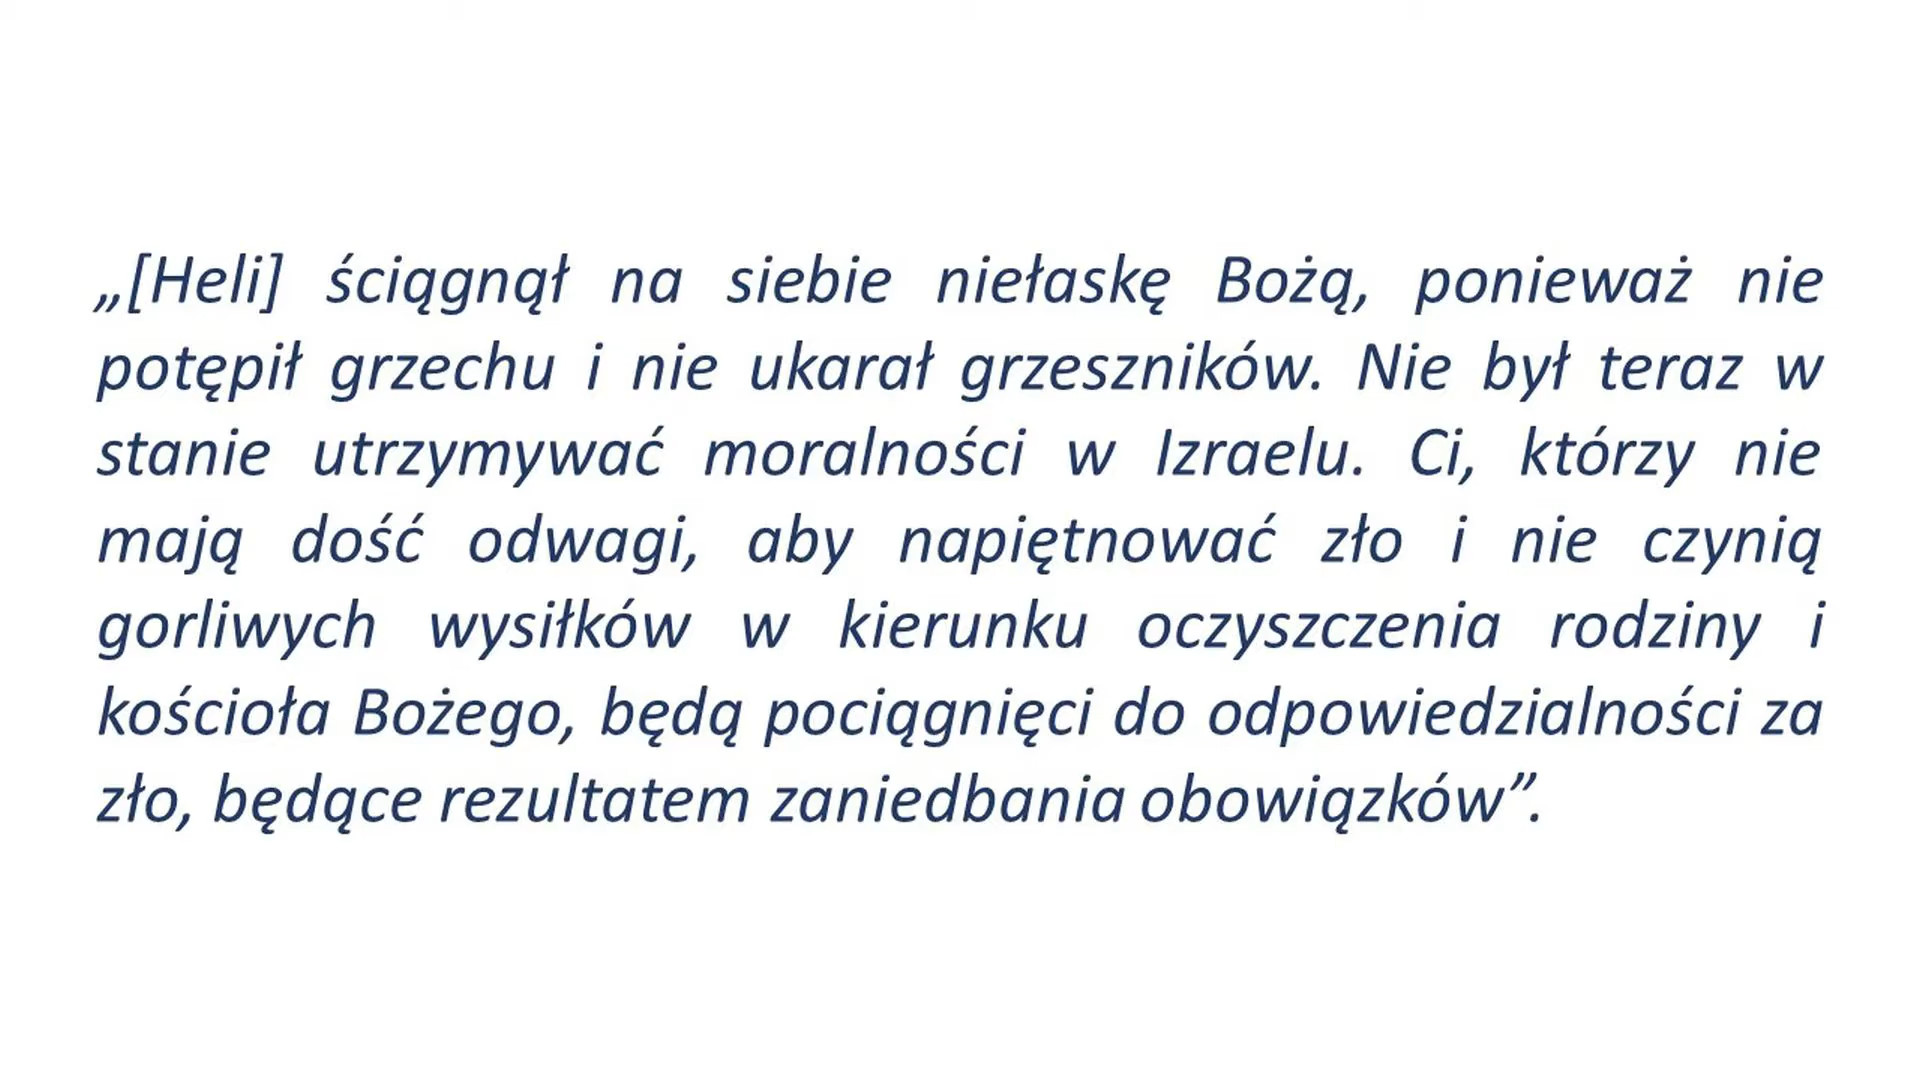 „[Heli] ściągnął na siebie niełaskę Bożą, ponieważ nie
potępił grzechu i nie ukarał grzeszników. Nie był teraz w
stanie utrzymywać moralności w Izraelu. Ci, którzy nie
mają dość odwagi, aby napiętnować zło i nie czynią
gorliwych wysiłków w kierunku oczyszczenia rodziny i
kościoła Bożego, będą pociągnięci do odpowiedzialności za
zło, będące rezultatem zaniedbania obowiązków”.